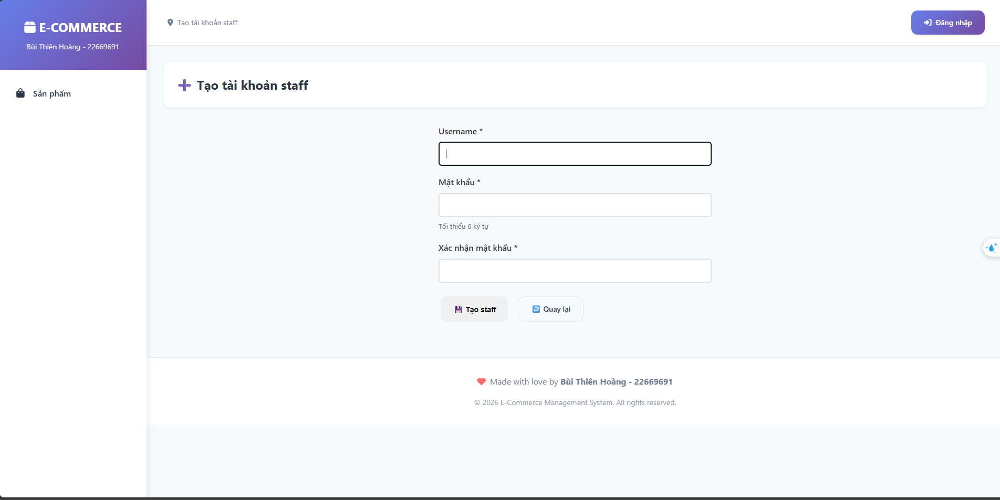 E-COMMERCE
Bùi Thiên Hoàng - 22669691
Sản phẩm
Tạo tài khoản staff
Đăng nhập
Tạo tài khoản staff
Username *
Mật khẩu *
Tối thiểu 6 ký tự
Xác nhận mật khẩu *
Tạo staff
Quay lại
Made with love by Bùi Thiên Hoàng - 22669691
© 2026 E-Commerce Management System. All rights reserved.